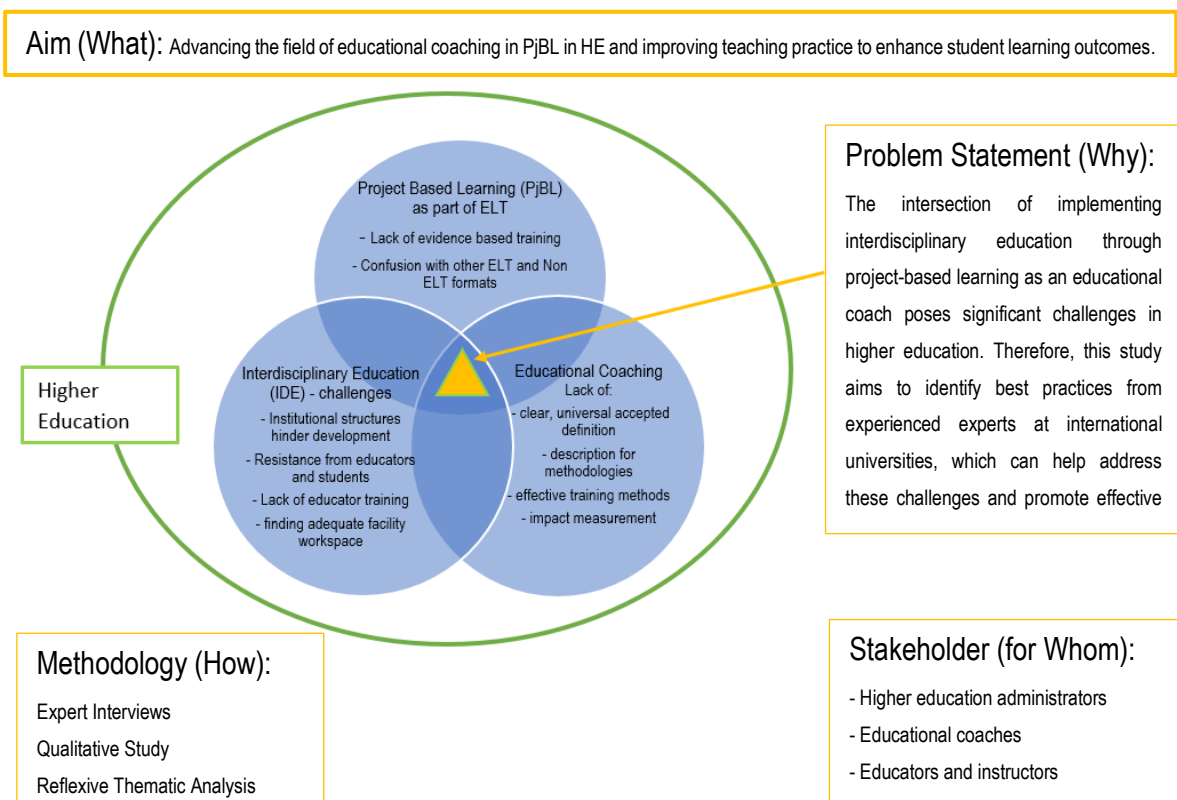 Aim (What): Advancing the field of educational coaching in PjBL in HE and improving teaching practice to enhance student learning outcomes.
Project Based Learning (PjBL)
as part of ELT
- Lack of evidence based training
- Confusion with other ELT and Non
ELT formats
Interdisciplinary Education
(IDE) - challenges
- Institutional structures
hinder development
- Resistance from educators
and students
- Lack of educator training
- finding adequate facility
workspace
Educational Coaching
Lack of:
- clear, universal accepted
definition
- description for
methodologies
- effective training methods
- impact measurement
Higher
Education
Problem Statement (Why):
The intersection of implementing
interdisciplinary education through
project-based learning as an educational
coach poses significant challenges in
higher education. Therefore, this study
aims to identify best practices from
experienced experts at international
universities, which can help address
these challenges and promote effective
Methodology (How):
Expert Interviews
Qualitative Study
Reflexive Thematic Analysis
Stakeholder (for Whom):
- Higher education administrators
- Educational coaches
- Educators and instructors